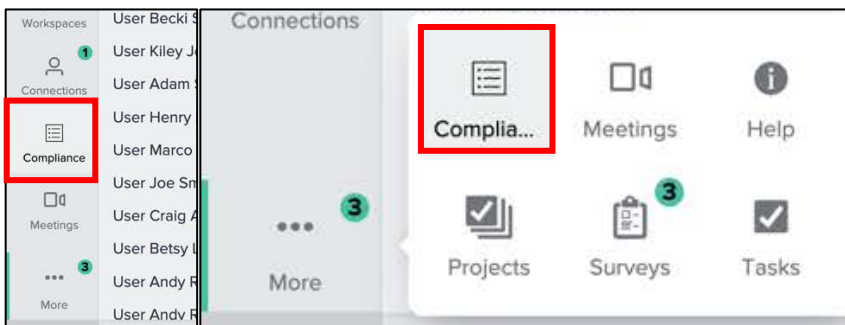 Workspaces
1
Connections
Compliance
Meetings
3
More
User Becki
User Kiley
User Adam
User Henry
User Marco
User Joe
User Craig
User Betsy
User Andy
User Andy
Connections
3
More
Complia...
Meetings
Help
Projects
3
Surveys
Tasks